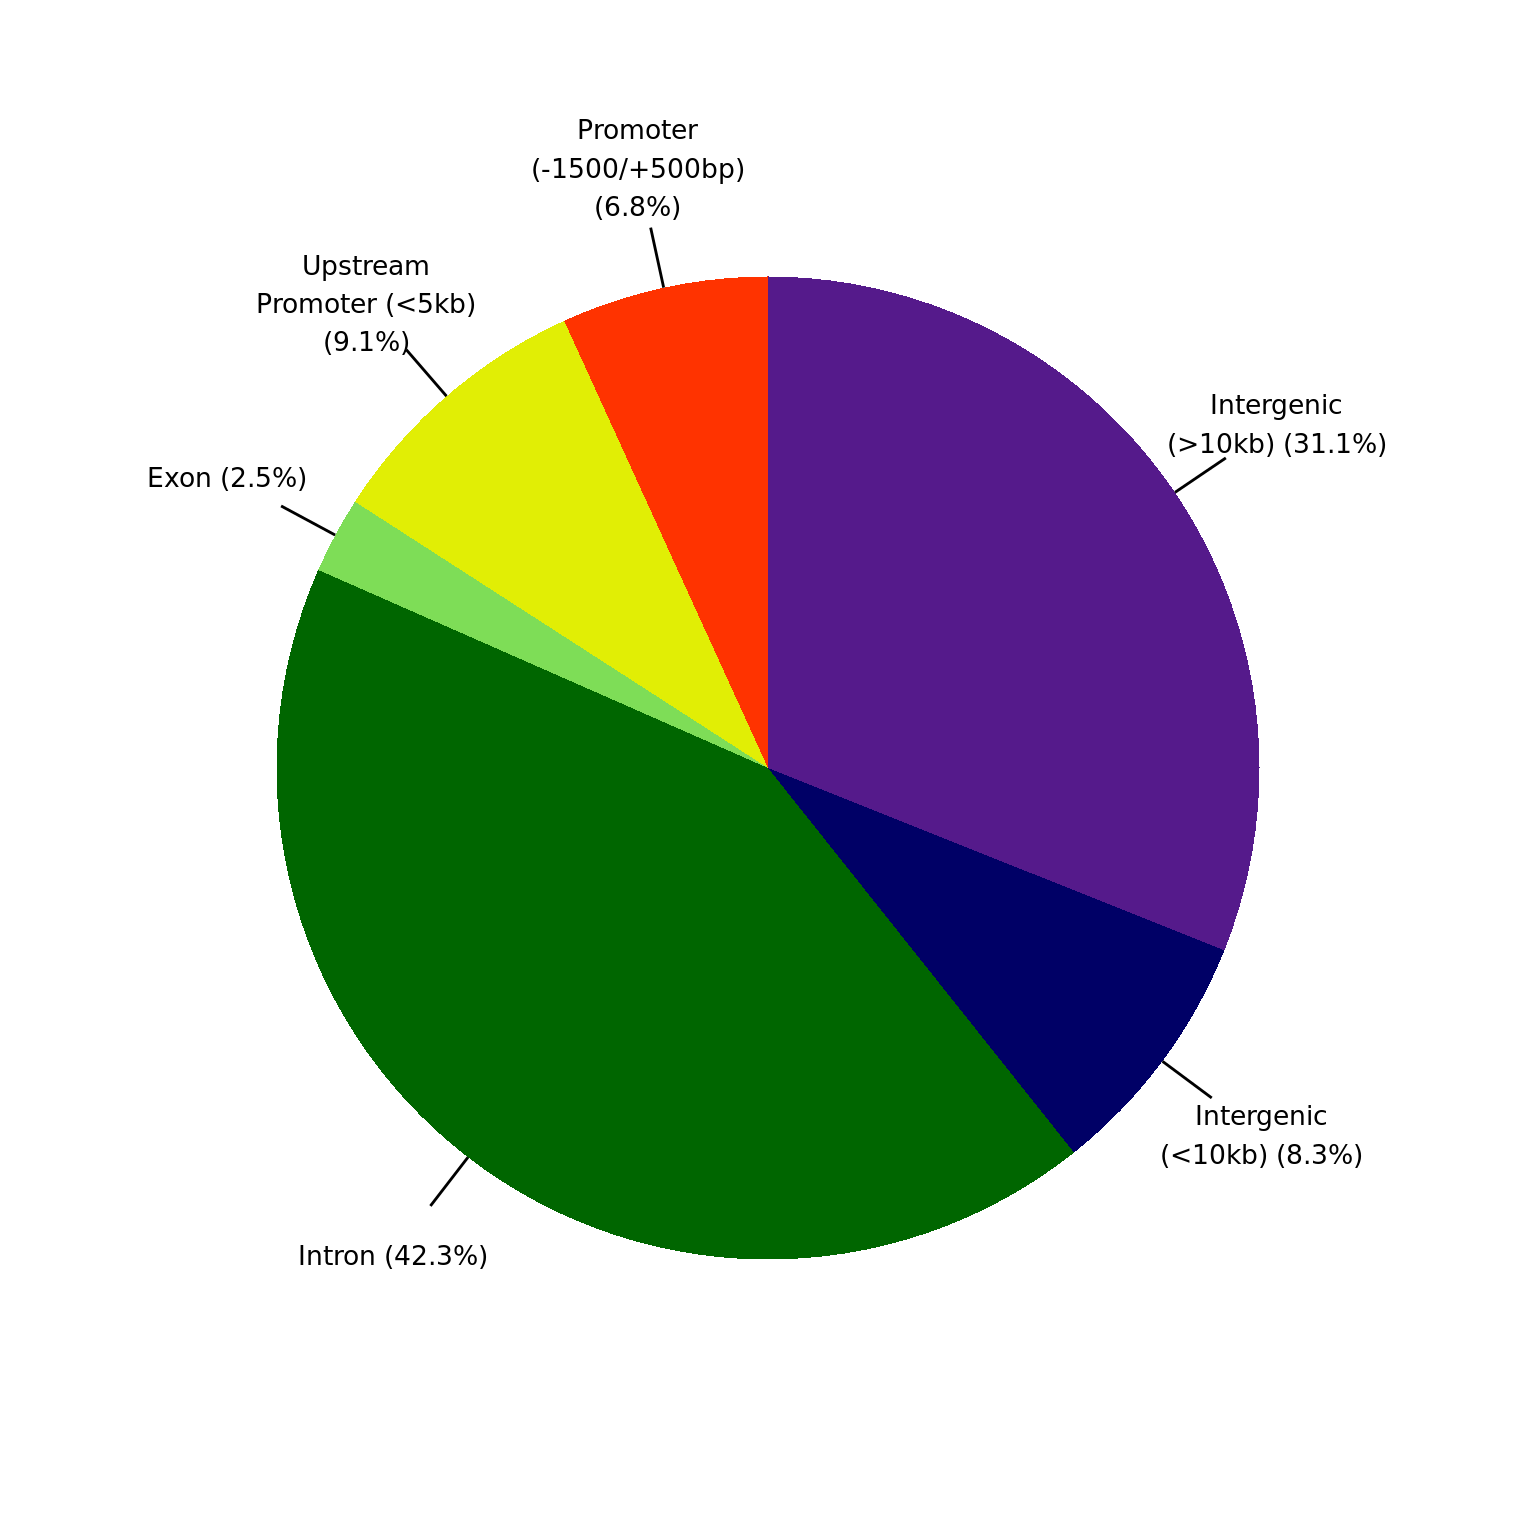 Promoter
(-1500/+500bp)
(6.8%)
Upstream
Promoter (<5kb)
(9.1%)
Intergenic
(>10kb) (31.1%)
Exon (2.5%)
Intergenic
(<10kb) (8.3%)
Intron (42.3%)